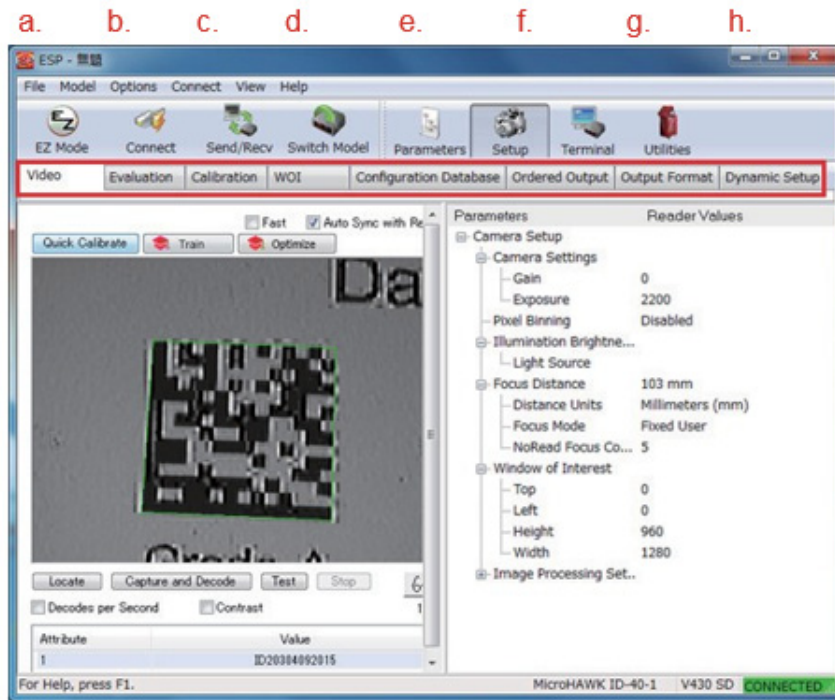 a. b. c. d. e. f. g. h.
ESP - 無題
File Model Options Connect View Help
EZ Mode Connect Send/Recv Switch Model Parameters Setup Terminal Utilities
Video Evaluation Calibration WOI Configuration Database Ordered Output Output Format Dynamic Setup
Fast Auto Sync with Re
Quick Calibrate Train Optimize
Da
Locate Capture and Decode Test Stop
Decodes per Second Contrast
Attribute Value
1 ID20304092015
Parameters Reader Values
Camera Setup
Camera Settings
Gain 0
Exposure 2200
Pixel Binning Disabled
Illumination Brightne...
Light Source
Focus Distance 103 mm
Distance Units Millimeters (mm)
Focus Mode Fixed User
NoRead Focus Co... 5
Window of Interest
Top 0
Left 0
Height 960
Width 1280
Image Processing Set..
For Help, press F1. MicroHAWK ID-40-1 V430 SD CONNECTED